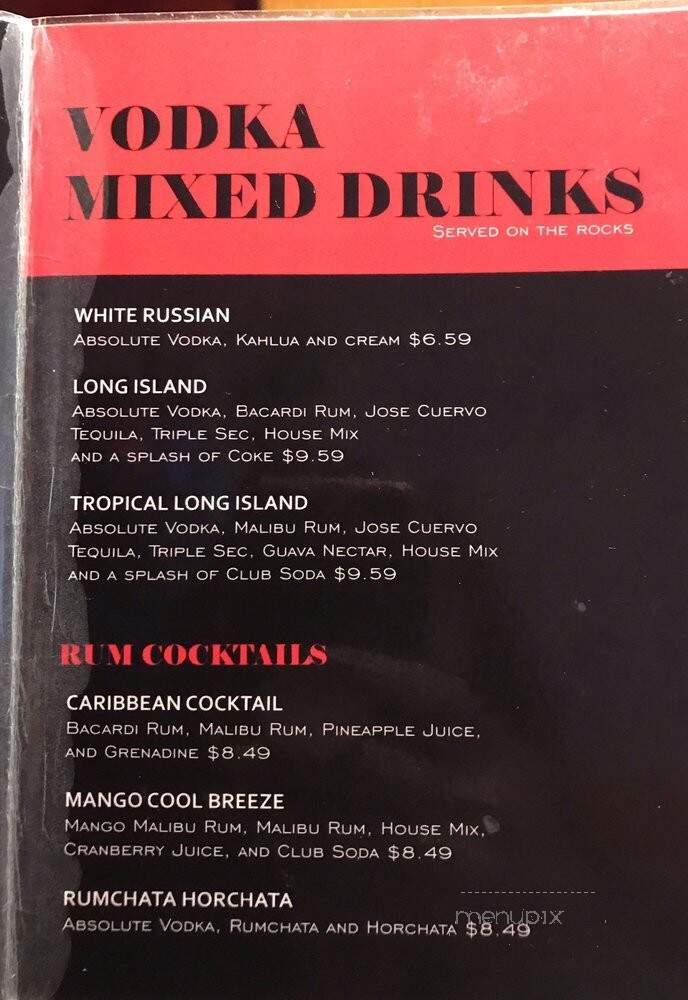 VODKA
MIXED DRINKS
SERVED ON THE ROCKS
WHITE RUSSIAN
ABSOLUTE VODKA, KAHLUA AND CREAM $6.59
LONG ISLAND
ABSOLUTE VODKA, BACARDI RUM, JOSE CUERVO
TEQUILA, TRIPLE SEC, HOUSE MIX
AND A SPLASH OF COKE $9.59
TROPICAL LONG ISLAND
ABSOLUTE VODKA, MALIBU RUM, JOSE CUERVO
TEQUILA, TRIPLE SEC, GUAVA NECTAR, HOUSE MIX
AND A SPLASH OF CLUB SODA $9.59
RUM COCKTAILS
CARIBBEAN COCKTAIL
BACARDI RUM, MALIBU RUM, PINEAPPLE JUICE,
AND GRENADINE $8.49
MANGO COOL BREEZE
MANGO MALIBU RUM, MALIBU RUM, HOUSE MIX,
CRANBERRY JUICE, AND CLUB SODA $8.49
RUMCHATA HORCHATA
ABSOLUTE VODKA, RUMCHATA AND HORCHATA $8.49
menupix